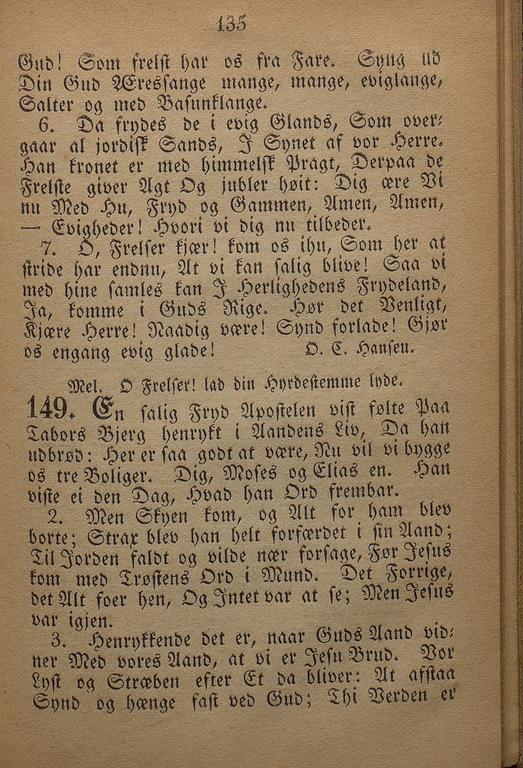 135
Gud! Som frelst har os fra Fare. Syng ud
Din Gud Æressange mange, mange, eviglange,
Salter og med Basunklange.
6. Da frydes de i evig Glands, Som over-
gaar al jordisk Sands, I Synet af vor Herre.
Han kronet er med himmelsk Pragt, Derpaa de
Frelste giver Agt Og jubler høit: Dig ære Vi
nu Med Hu, Fryd og Gammen, Amen, Amen,
— Evigheder! Hvori vi dig nu tilbeder.
7. O, Frelser kjær! kom os ihu, Som her at
stride har endnu, At vi kan salig blive! Saa vi
med hine samles kan I Herlighedens Frydeland,
Ja, komme i Guds Rige. Hør det Venligt,
Kjære Herre! Naadig være! Synd forlade! Gjør
os engang evig glade! O. C. Hansen.
Mel. O Frelser! lad din Hyrdestemme lyde.
149. En salig Fryd Apostelen vist følte Paa
Tabors Bjerg henrykt i Aandens Liv, Da han
udbrød: Her er saa godt at være, Nu vil vi bygge
os tre Boliger. Dig, Moses og Elias en. Han
viste ei den Dag, Hvad han Ord frembar.
2. Men Skyen kom, og Alt for ham blev
borte; Strax blev han helt forfærdet i sin Aand;
Til Jorden faldt og vilde nær forsage, Før Jesus
kom med Trøstens Ord i Mund. Det Forrige,
det Alt foer hen, Og Intet var at se; Men Jesus
var igjen.
3. Henrykkende det er, naar Guds Aand vid-
ner Med vores Aand, at vi er Jesu Brud. Vor
Lyst og Stræben efter Et da bliver: At afstaa
Synd og hænge fast ved Gud; Thi Verden er